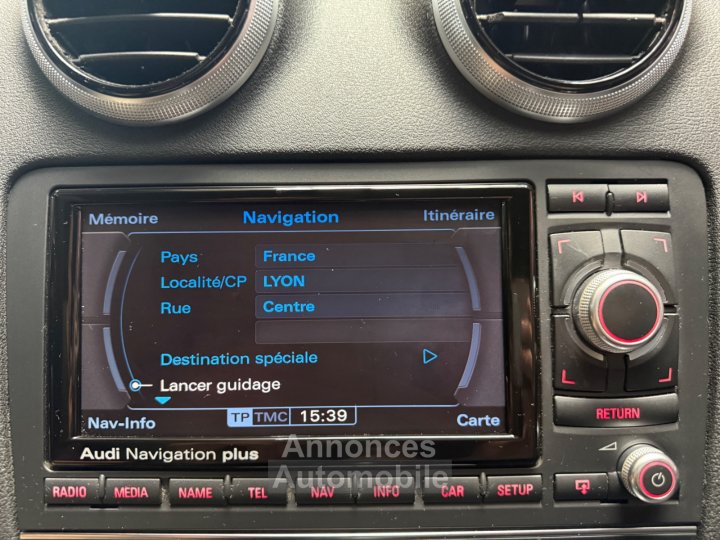 Mémoire Navigation Itinéraire
Pays France
Localité/CP LYON
Rue Centre
Destination spéciale
Lancer guidage
Nav-Info TP TMC 15:39 Carte
Audi Navigation plus
RETURN
RADIO MEDIA NAME TEL NAV INFO CAR SETUP
Annonces
Automobile